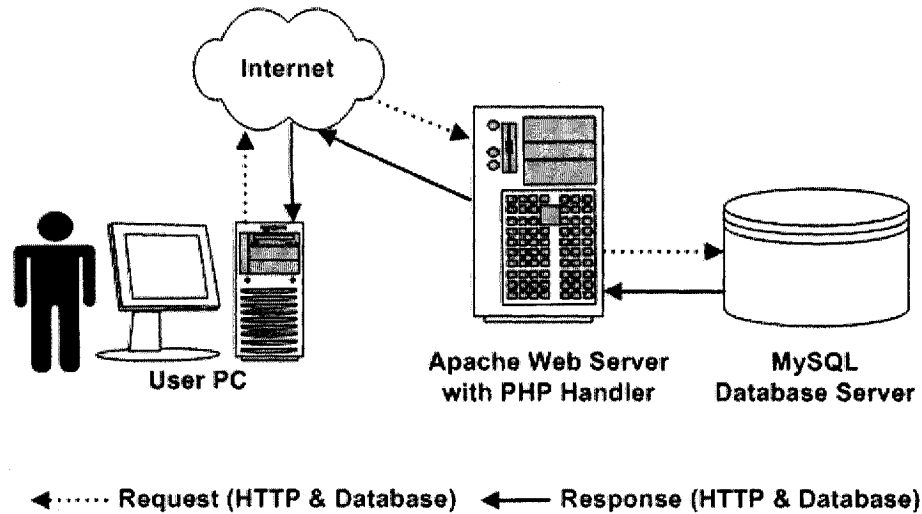 Internet
User PC
Apache Web Server
with PHP Handler
MySQL
Database Server
Request (HTTP & Database)
Response (HTTP & Database)